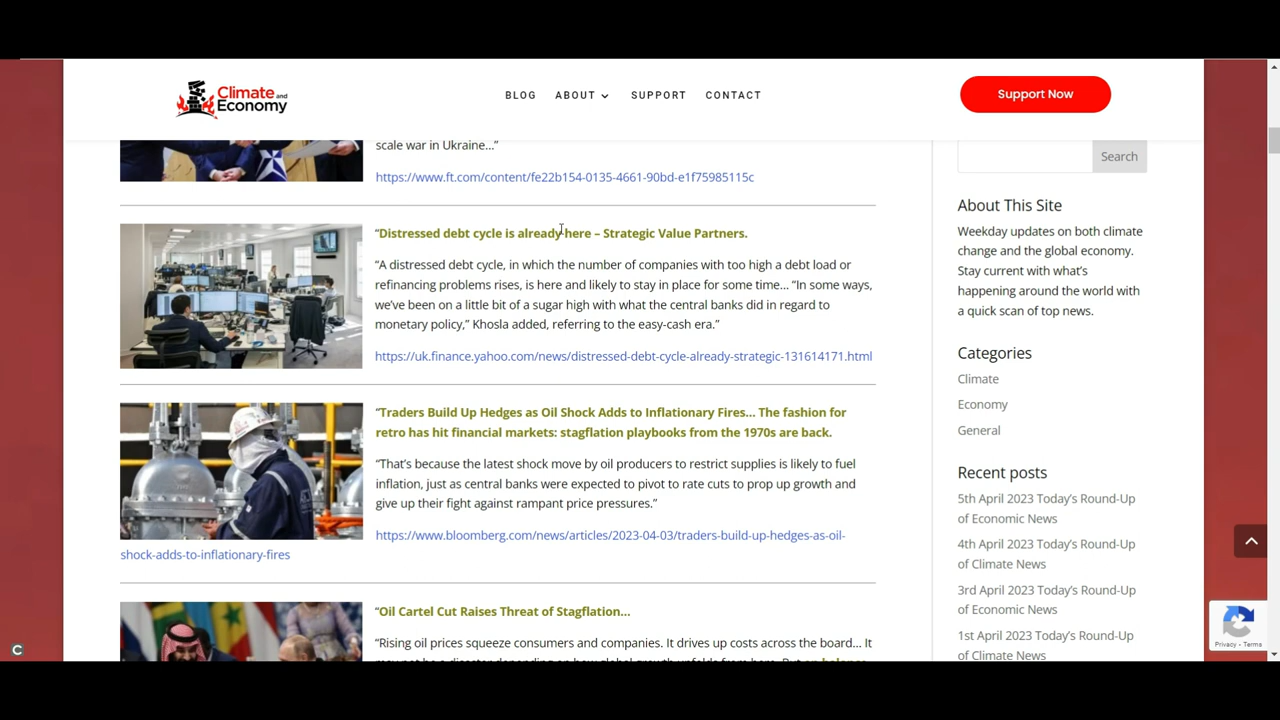 Climate and
Economy
BLOG
ABOUT
SUPPORT
CONTACT
Support Now
scale war in Ukraine…”
https://www.ft.com/content/fe22b154-0135-4661-90bd-e1f75985115c
“Distressed debt cycle is already here – Strategic Value Partners.
“A distressed debt cycle, in which the number of companies with too high a debt load or
refinancing problems rises, is here and likely to stay in place for some time… “In some ways,
we’ve been on a little bit of a sugar high with what the central banks did in regard to
monetary policy,” Khosla added, referring to the easy-cash era.”
https://uk.finance.yahoo.com/news/distressed-debt-cycle-already-strategic-131614171.html
“Traders Build Up Hedges as Oil Shock Adds to Inflationary Fires… The fashion for
retro has hit financial markets: stagflation playbooks from the 1970s are back.
“That’s because the latest shock move by oil producers to restrict supplies is likely to fuel
inflation, just as central banks were expected to pivot to rate cuts to prop up growth and
give up their fight against rampant price pressures.”
https://www.bloomberg.com/news/articles/2023-04-03/traders-build-up-hedges-as-oil-
shock-adds-to-inflationary-fires
“Oil Cartel Cut Raises Threat of Stagflation…
“Rising oil prices squeeze consumers and companies. It drives up costs across the board… It
Search
About This Site
Weekday updates on both climate
change and the global economy.
Stay current with what’s
happening around the world with
a quick scan of top news.
Categories
Climate
Economy
General
Recent posts
5th April 2023 Today’s Round-Up
of Economic News
4th April 2023 Today’s Round-Up
of Climate News
3rd April 2023 Today’s Round-Up
of Economic News
1st April 2023 Today’s Round-Up
of Climate News
Privacy - Terms